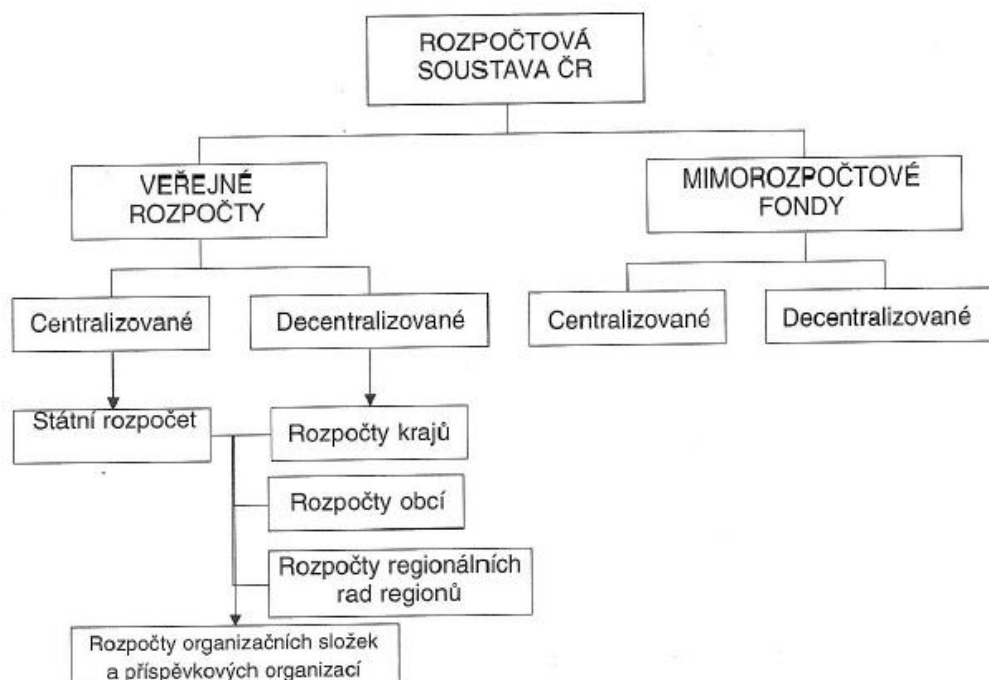 ROZPOČTOVÁ
SOUSTAVA ČR
VEŘEJNÉ
ROZPOČTY
MIMOROZPOČTOVÉ
FONDY
Centralizované
Decentralizované
Centralizované
Decentralizované
Státní rozpočet
Rozpočty krajů
Rozpočty obcí
Rozpočty regionálních
rad regionů
Rozpočty organizačních složek
a příspěvkových organizací